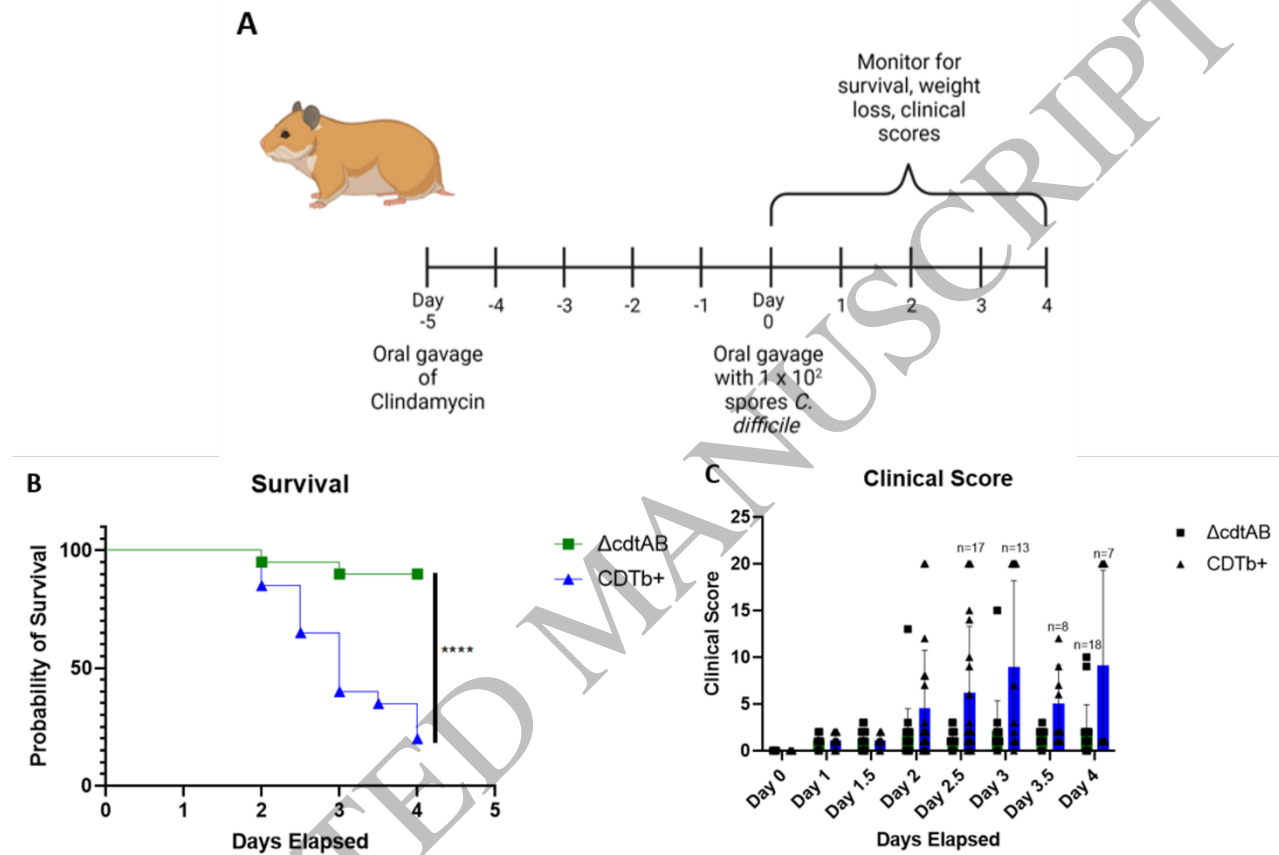 A
Monitor for
survival, weight
loss, clinical
scores
Day
-5
-4
-3
-2
-1
Day
0
1
2
3
4
Oral gavage
of
Clindamycin
Oral gavage
with 1 x 10²
spores C.
difficile
B
Survival
Probability of Survival
100
50
0
0 1 2 3 4 5
Days Elapsed
ΔcdtAB
CDTb+
****
C
Clinical Score
Clinical Score
25
20
15
10
5
0
n=17
n=13
n=8
n=18
n=7
Day 0
Day 1
Day 1.5
Day 2
Day 2.5
Day 3
Day 3.5
Day 4
Days Elapsed
ΔcdtAB
CDTb+
TED MANUSCRIPT